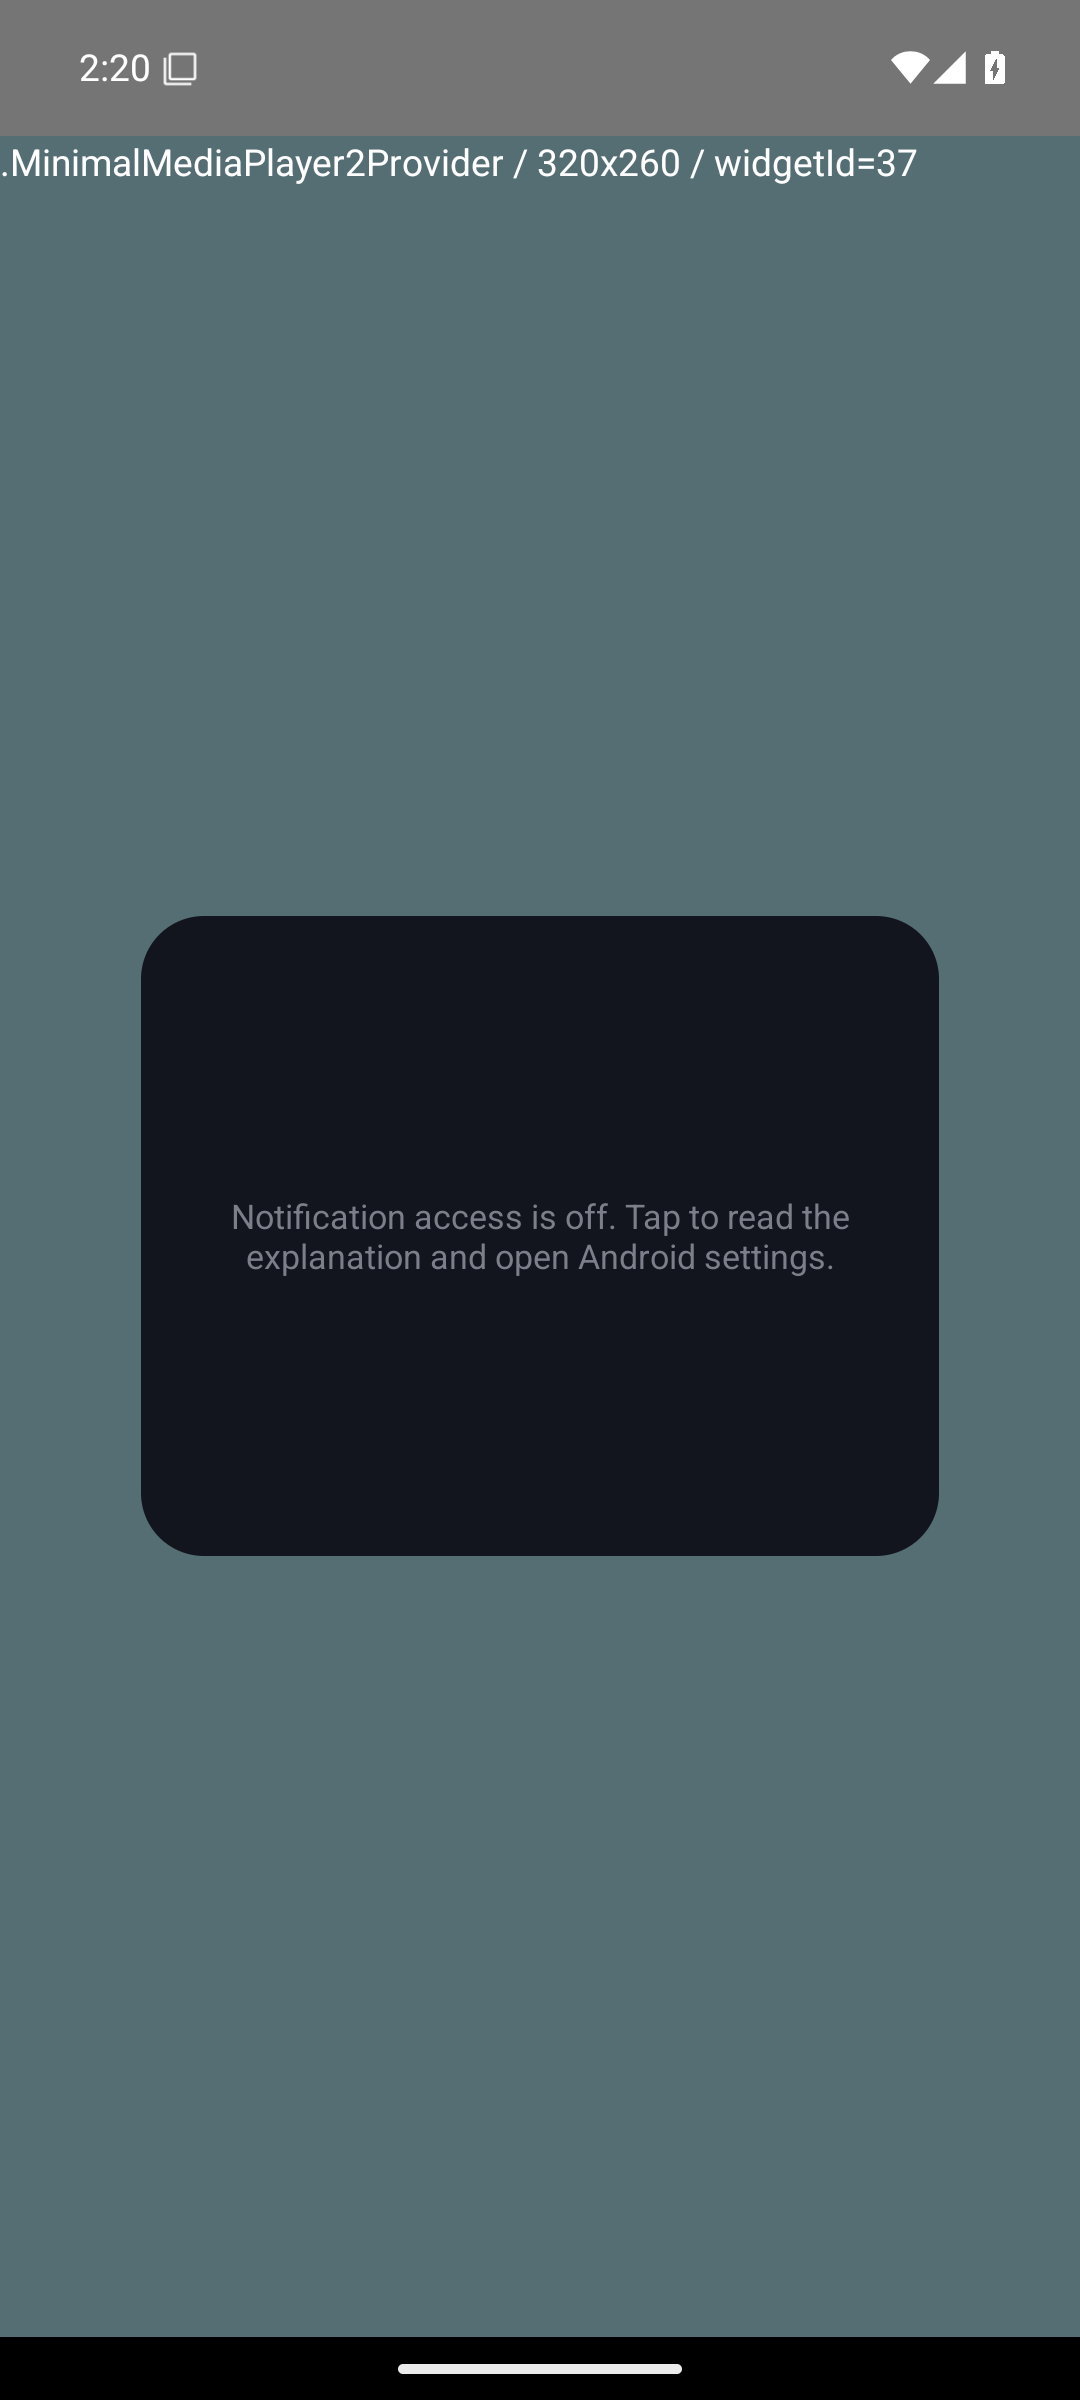 2:20
.MinimalMediaPlayer2Provider / 320x260 / widgetId=37
Notification access is off. Tap to read the
explanation and open Android settings.